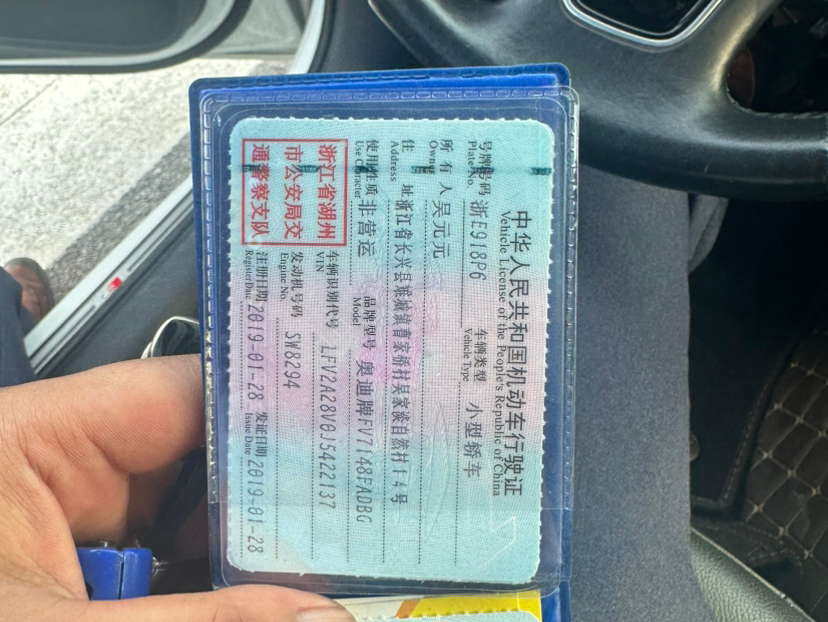 中华人民共和国机动车行驶证
Vehicle License of the People's Republic of China
号牌号码 浙E918P6 车辆类型 小型轿车
Plate No. Vehicle Type
所有人 吴元元
Owner
住址 浙江省长兴县雉城镇曹家桥村吴家谈自然村14号
Address
使用性质 非营运 品牌型号 奥迪牌FV7148FADBG
Use Character Model
浙江省湖州
市公安局交
通警察支队
车辆识别代号 LFV2A28V0J5422137
VIN
发动机号码 SW8294
Engine No.
注册日期 2019-01-28 发证日期 2019-01-28
Register Date Issue Date